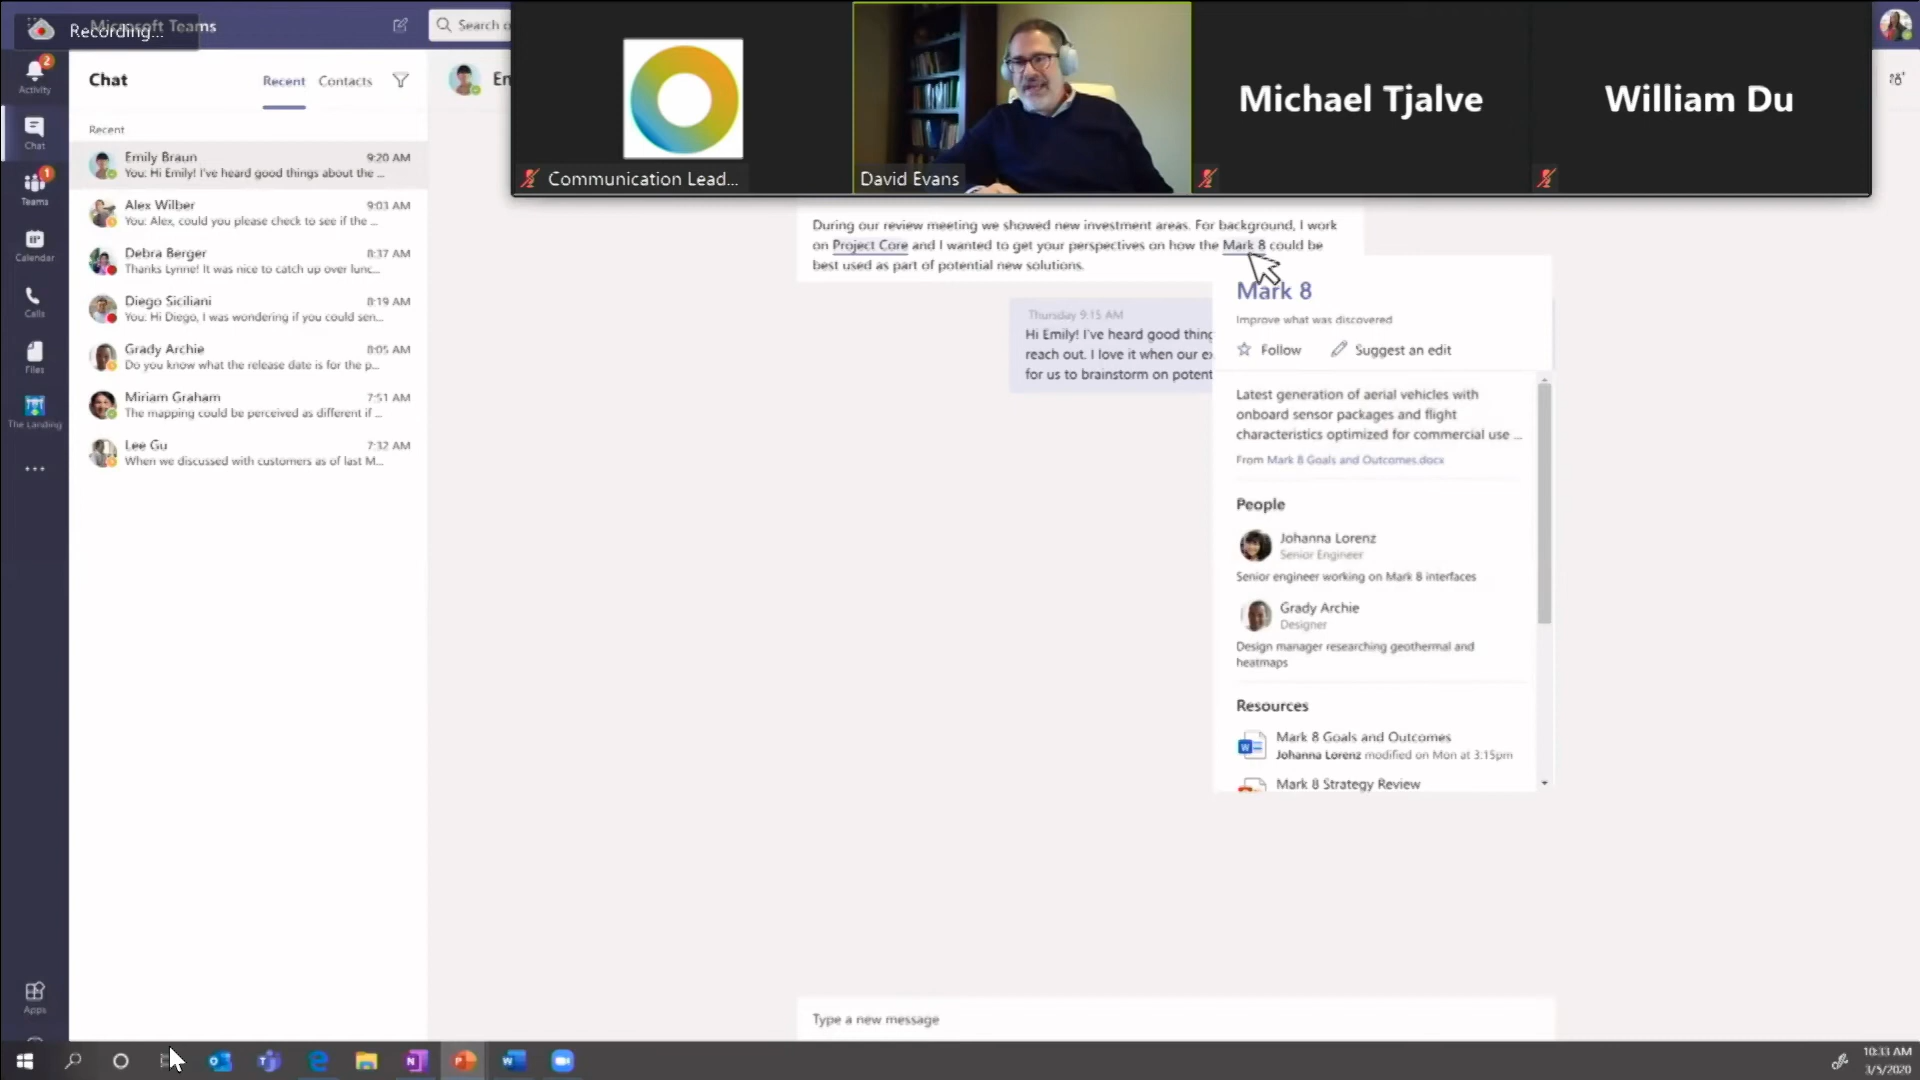 Recording...
Microsoft Teams
Search o
Communication Lead...
David Evans
Michael Tjalve
William Du
2
Activity
Chat
1
Teams
Calendar
Calls
Files
The Landing
...
Apps
Chat
Recent
Contacts
Recent
Emily Braun 9:20 AM
You: Hi Emily! I've heard good things about the ...
Alex Wilber 9:03 AM
You: Alex, could you please check to see if the ...
Debra Berger 8:37 AM
Thanks Lynne! It was nice to catch up over lunc...
Diego Siciliani 8:19 AM
You: Hi Diego, I was wondering if you could sen...
Grady Archie 8:05 AM
Do you know what the release date is for the p...
Miriam Graham 7:51 AM
The mapping could be perceived as different if ...
Lee Gu 7:32 AM
When we discussed with customers as of last M...
Em
During our review meeting we showed new investment areas. For background, I work
on Project Core and I wanted to get your perspectives on how the Mark 8 could be
best used as part of potential new solutions.
Thursday 9:15 AM
Hi Emily! I've heard good thing
reach out. I love it when our ex
for us to brainstorm on potent
Mark 8
Improve what was discovered
Follow
Suggest an edit
Latest generation of aerial vehicles with
onboard sensor packages and flight
characteristics optimized for commercial use ...
From Mark 8 Goals and Outcomes.docx
People
Johanna Lorenz
Senior Engineer
Senior engineer working on Mark 8 interfaces
Grady Archie
Designer
Design manager researching geothermal and
heatmaps
Resources
Mark 8 Goals and Outcomes
Johanna Lorenz modified on Mon at 3:15pm
Mark 8 Strategy Review
Type a new message
10:33 AM
3/5/2020